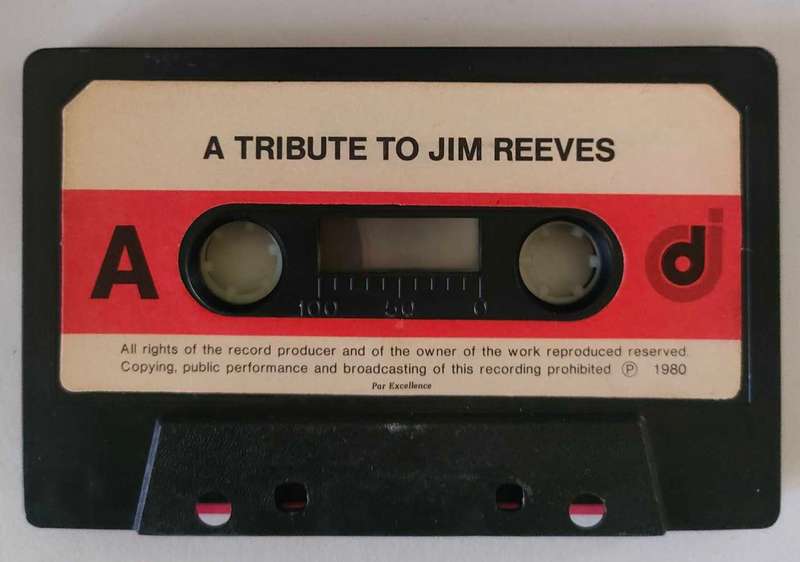 A TRIBUTE TO JIM REEVES
A
dj
100 50 0
All rights of the record producer and of the owner of the work reproduced reserved.
Copying, public performance and broadcasting of this recording prohibited Ⓟ 1980
Par Excellence